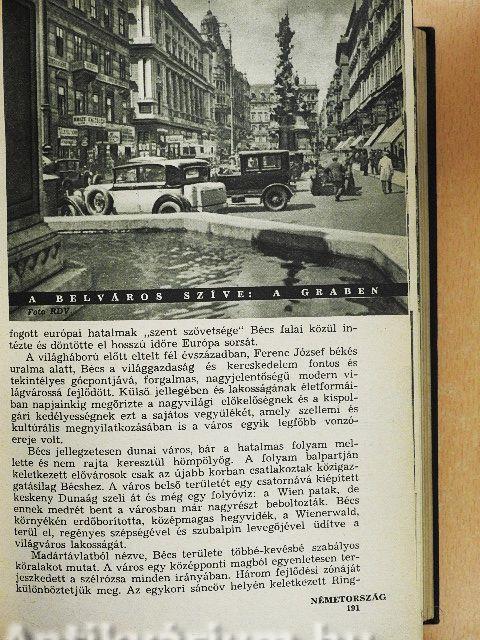 A BELVÁROS SZÍVE: A GRABEN
Foto RDV
fogott európai hatalmak „szent szövetsége" Bécs falai közül in-
tézte és döntötte el hosszú időre Európa sorsát.
A világháború előtt eltelt fél évszázadban, Ferenc József békés
uralma alatt, Bécs a világgazdaság és kereskedelem fontos és
tekintélyes gócpontjává, forgalmas, nagyjelentőségű modern vi-
lágvárossá fejlődött. Külső jellegében és lakosságának életformái-
ban napjainkig megőrizte a nagyvilági előkelőségnek és a kispol-
gári kedélyességnek ezt a sajátos vegyülékét, amely szellemi és
kultúrális megnyilatkozásában is a város egyik legfőbb vonzó-
ereje volt.
Bécs jellegzetesen dunai város, bár a hatalmas folyam mel-
lette és nem rajta keresztül hömpölyög. A folyam balpartján
keletkezett elővárosok csak az újabb korban csatlakoztak közigaz-
gatásilag Bécshez. A város belső területét egy csatornává kiépített
keskeny Dunaág szeli át és még egy folyóvíz: a Wien patak, de
ennek medrét bent a városban már nagyrészt beboltozták. Bécs
környékén erdőborította, középmagas hegyvidék, a Wienerwald,
terül el, regényes szépségével és szubalpin levegőjével üdítve a
világváros lakosságát.
Madártávlatból nézve, Bécs területe többé-kevésbé szabályos
köralakot mutat. A város egy középponti magból egyenletesen ter-
jeszkedett a szélrózsa minden irányában. Három fejlődési zónáját
különböztetjük meg. Az egykori sáncöv helyén keletkezett Ring-
NÉMETORSZÁG
191